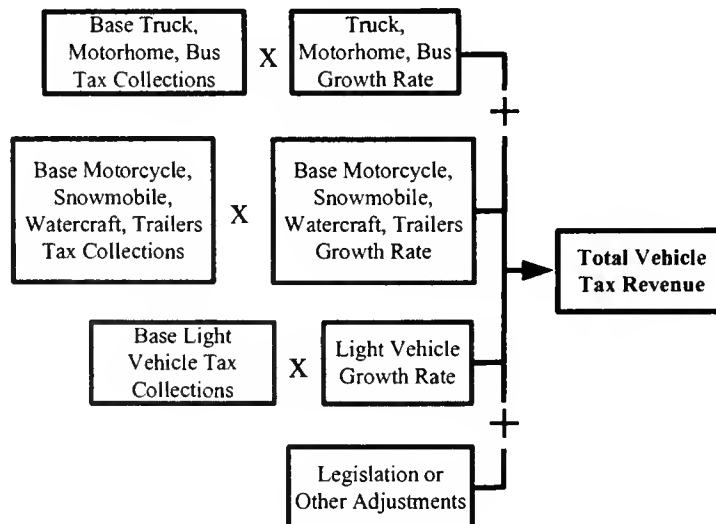 Base Truck,
Motorhome, Bus
Tax Collections
X
Truck,
Motorhome, Bus
Growth Rate
+
Base Motorcycle,
Snowmobile,
Watercraft, Trailers
Tax Collections
X
Base Motorcycle,
Snowmobile,
Watercraft, Trailers
Growth Rate
Total Vehicle
Tax Revenue
Base Light
Vehicle Tax
Collections
X
Light Vehicle
Growth Rate
+
Legislation or
Other Adjustments